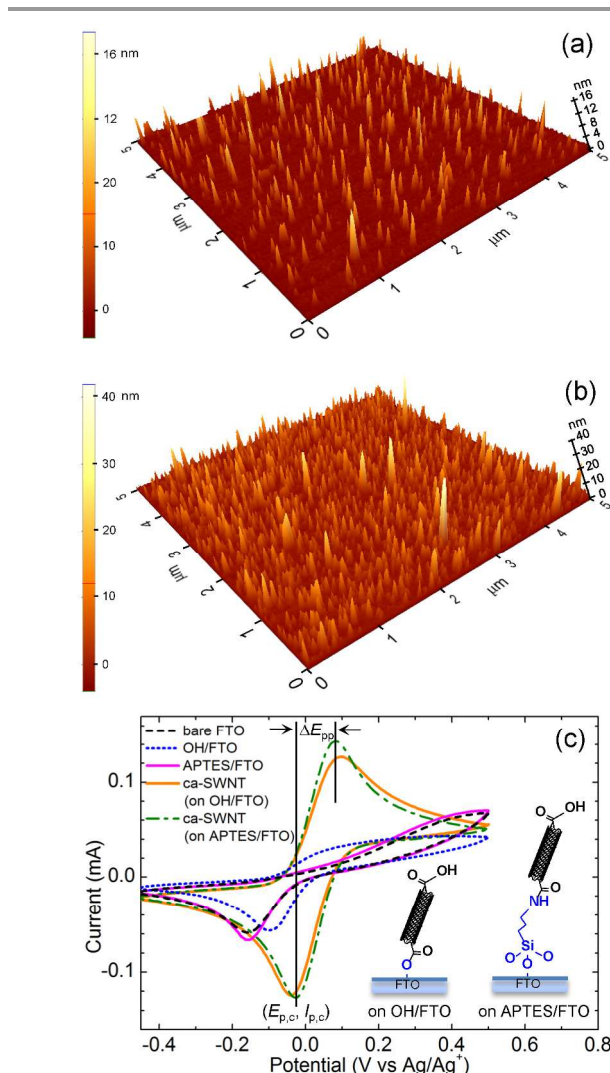 (a)
16 nm
12
20
10
0
16
12
8
4
0
nm
5
4
3
2
1
0
μm
0
1
2
3
4
5
μm
(b)
40 nm
30
20
10
0
nm
40
30
20
10
0
5
4
3
2
1
0
μm
0
1
2
3
4
5
μm
(c)
ΔEpp
bare FTO
OH/FTO
APTES/FTO
ca-SWNT
(on OH/FTO)
ca-SWNT
(on APTES/FTO)
Current (mA)
0.1
0.0
-0.1
(Ep,c, Ip,c)
O
OH
O
O
FTO
on OH/FTO
O
OH
O
NH
Si
O
O
O
FTO
on APTES/FTO
-0.4 -0.2 0.0 0.2 0.4 0.6 0.8
Potential (V vs Ag/Ag+)